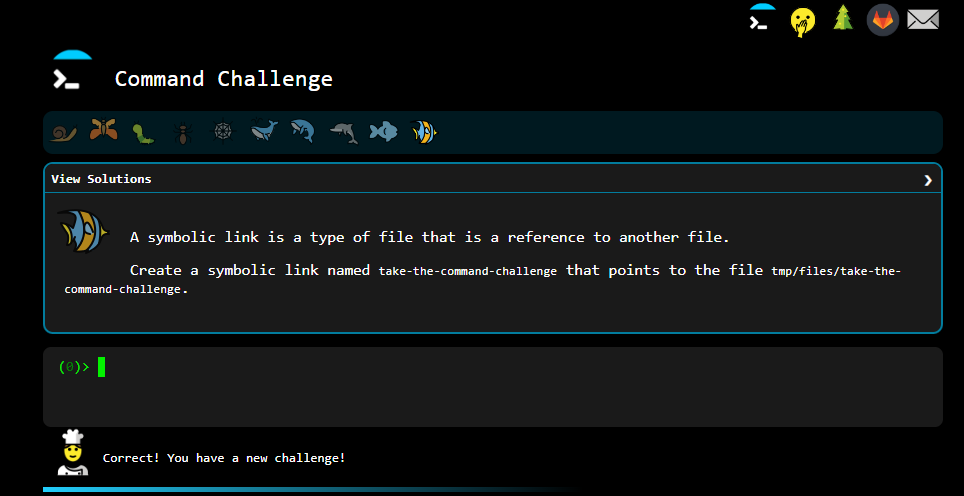 Command Challenge
View Solutions
A symbolic link is a type of file that is a reference to another file.
Create a symbolic link named take-the-command-challenge that points to the file tmp/files/take-the-
command-challenge.
(0)>
Correct! You have a new challenge!